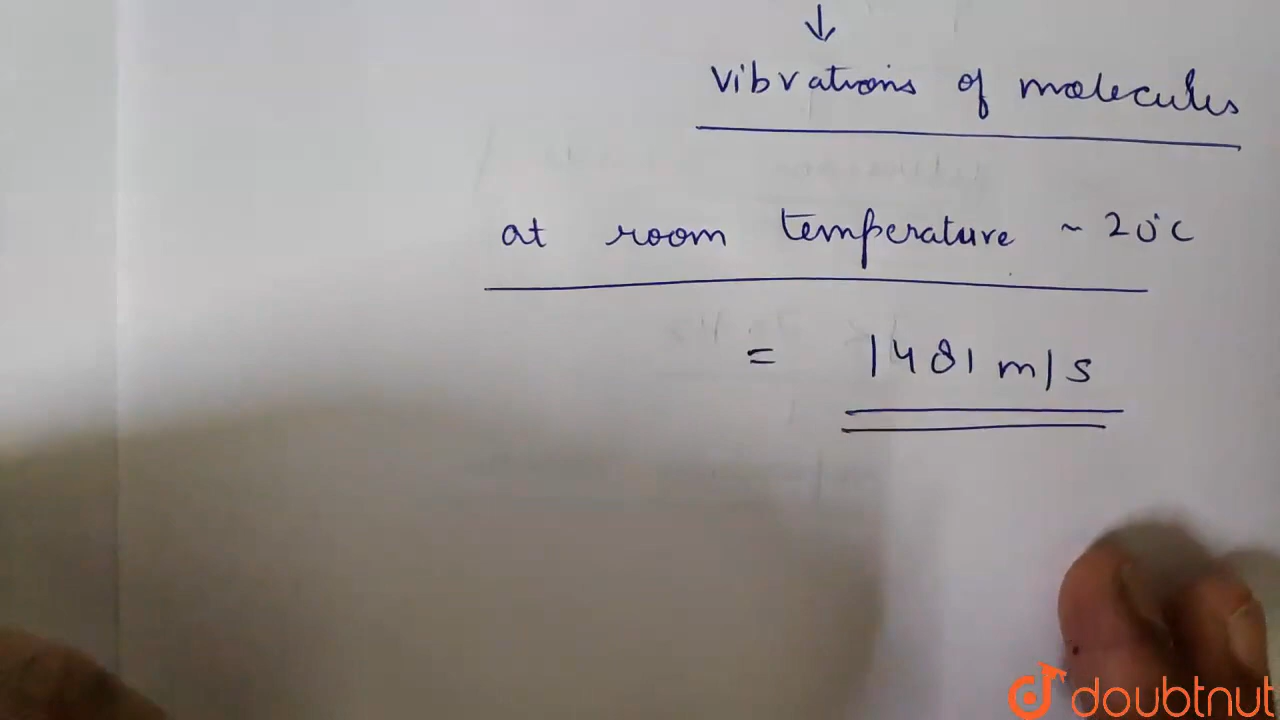 ↓
vibrations of molecules
at room temperature ~ 20°C
= 1481 m/s
doubtnut